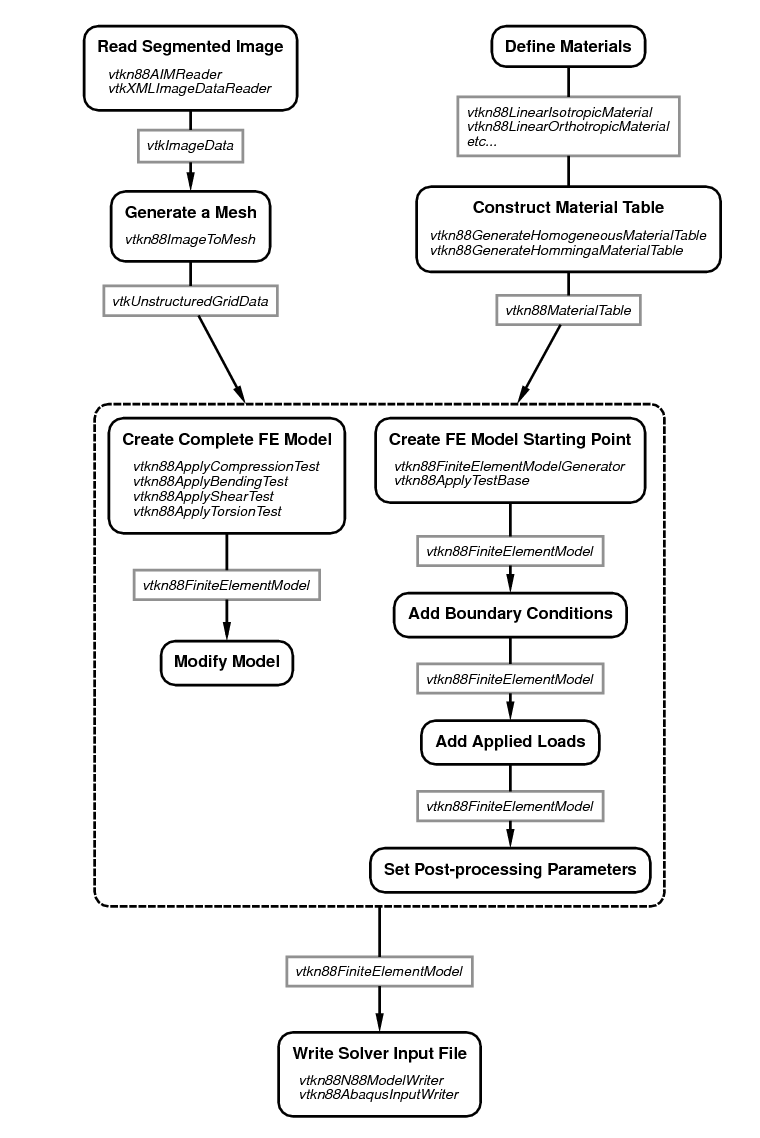 Read Segmented Image
vtkn88AIMReader
vtkXMLImageDataReader
vtkImageData
Generate a Mesh
vtkn88ImageToMesh
vtkUnstructuredGridData
Define Materials
vtkn88LinearIsotropicMaterial
vtkn88LinearOrthotropicMaterial
etc...
Construct Material Table
vtkn88GenerateHomogeneousMaterialTable
vtkn88GenerateHommingaMaterialTable
vtkn88MaterialTable
Create Complete FE Model
vtkn88ApplyCompressionTest
vtkn88ApplyBendingTest
vtkn88ApplyShearTest
vtkn88ApplyTorsionTest
vtkn88FiniteElementModel
Modify Model
Create FE Model Starting Point
vtkn88FiniteElementModelGenerator
vtkn88ApplyTestBase
vtkn88FiniteElementModel
Add Boundary Conditions
vtkn88FiniteElementModel
Add Applied Loads
vtkn88FiniteElementModel
Set Post-processing Parameters
vtkn88FiniteElementModel
Write Solver Input File
vtkn88N88ModelWriter
vtkn88AbaqusInputWriter